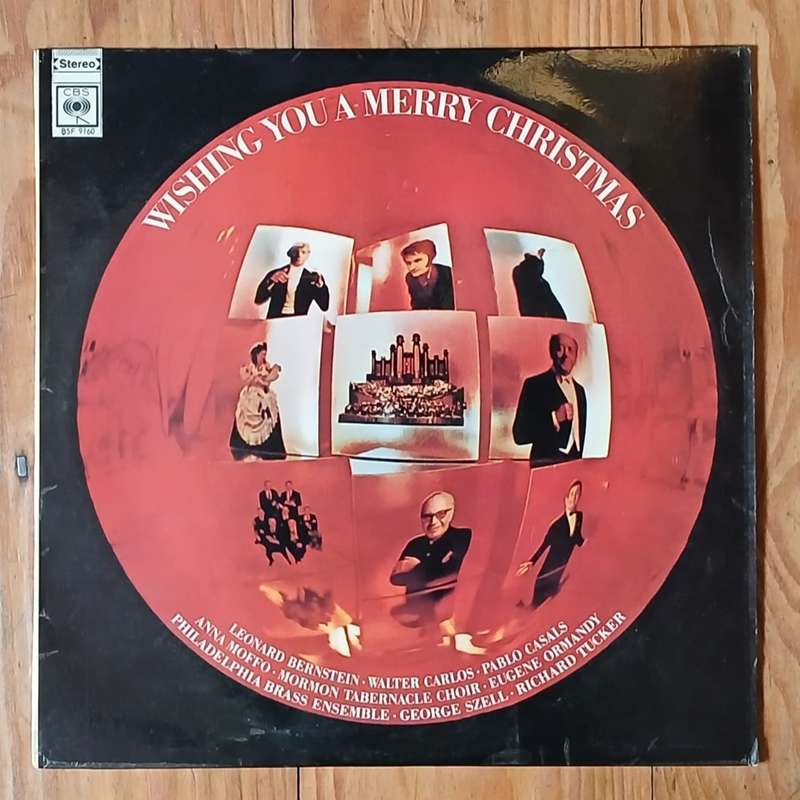 Stereo
CBS
BSF 9160
WISHING YOU A MERRY CHRISTMAS
LEONARD BERNSTEIN · WALTER CARLOS · PABLO CASALS
ANNA MOFFO · MORMON TABERNACLE CHOIR · EUGENE ORMANDY
PHILADELPHIA BRASS ENSEMBLE · GEORGE SZELL · RICHARD TUCKER